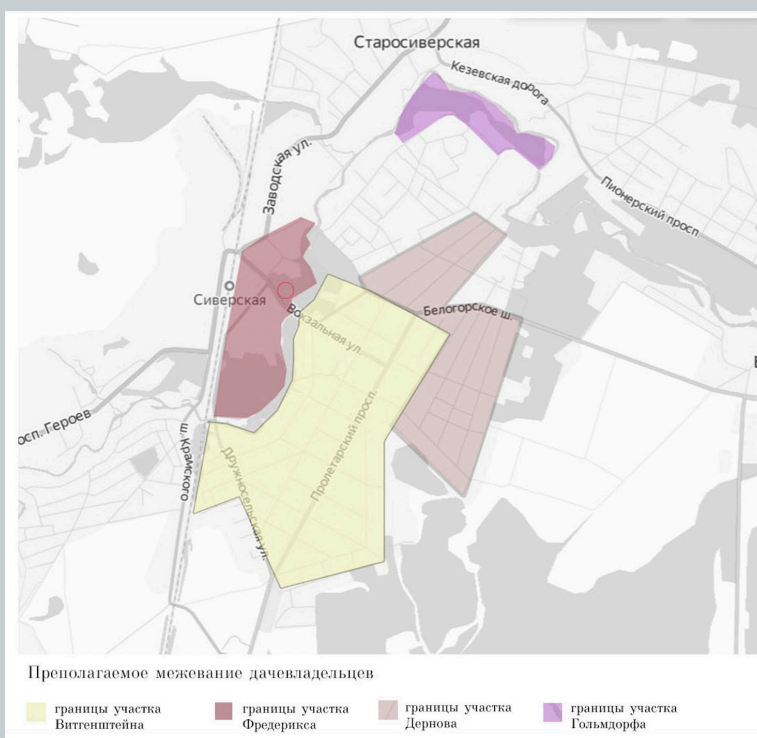 Старосиверская
Кезевская дорога
Заводская ул.
Пионерский просп
Сиверская
Вокзальная ул.
Белогорское ш.
осп. Героев
ш. Крамского
Дружносельская ул.
Пролетарский просп.
Преполагаемое межевание дачевладельцев
границы участка
Витгенштейна
границы участка
Фредерикса
границы участка
Дернова
границы участка
Гольмдорфа